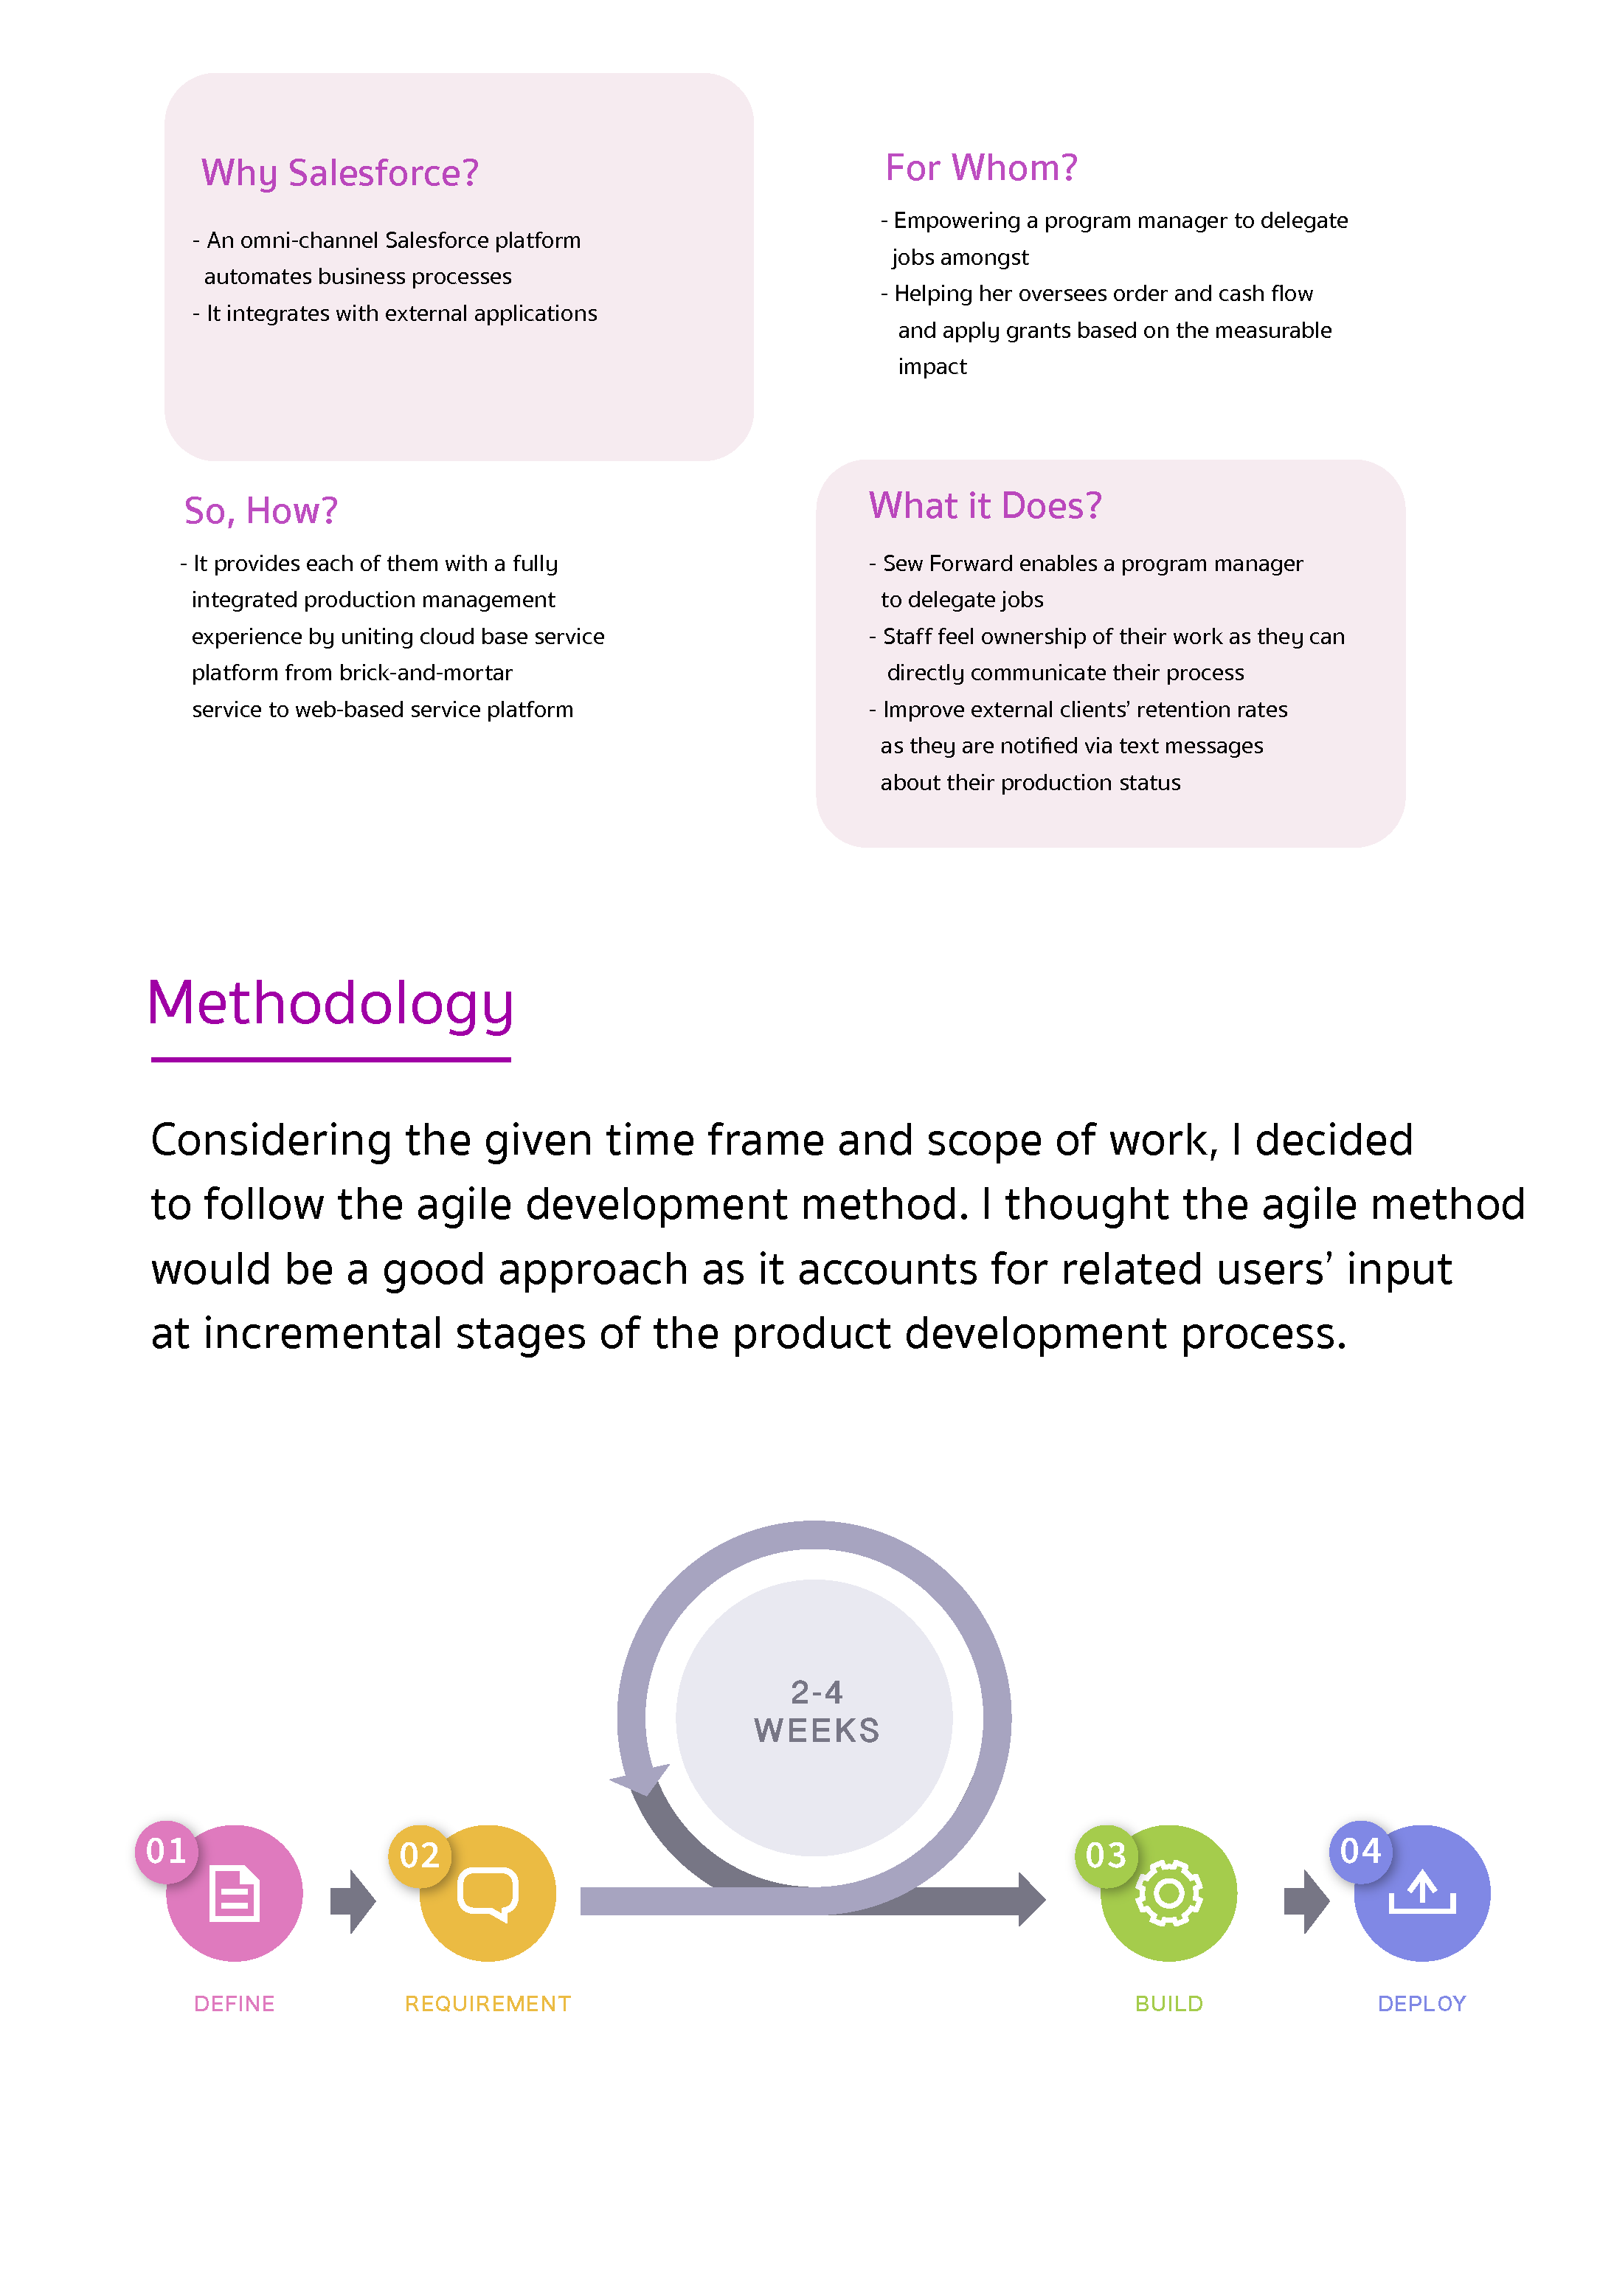 Why Salesforce?
- An omni-channel Salesforce platform
automates business processes
- It integrates with external applications
For Whom?
- Empowering a program manager to delegate
jobs amongst
- Helping her oversees order and cash flow
and apply grants based on the measurable
impact
So, How?
- It provides each of them with a fully
integrated production management
experience by uniting cloud base service
platform from brick-and-mortar
service to web-based service platform
What it Does?
- Sew Forward enables a program manager
to delegate jobs
- Staff feel ownership of their work as they can
directly communicate their process
- Improve external clients’ retention rates
as they are notified via text messages
about their production status
Methodology
Considering the given time frame and scope of work, I decided
to follow the agile development method. I thought the agile method
would be a good approach as it accounts for related users’ input
at incremental stages of the product development process.
2-4
WEEKS
01
02
03
04
DEFINE
REQUIREMENT
BUILD
DEPLOY